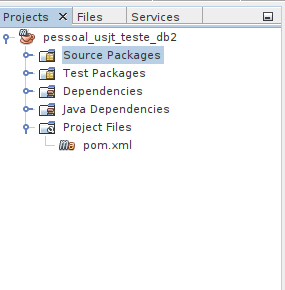 Projects Files Services
pessoal_usjt_teste_db2
Source Packages
Test Packages
Dependencies
Java Dependencies
Project Files
pom.xml